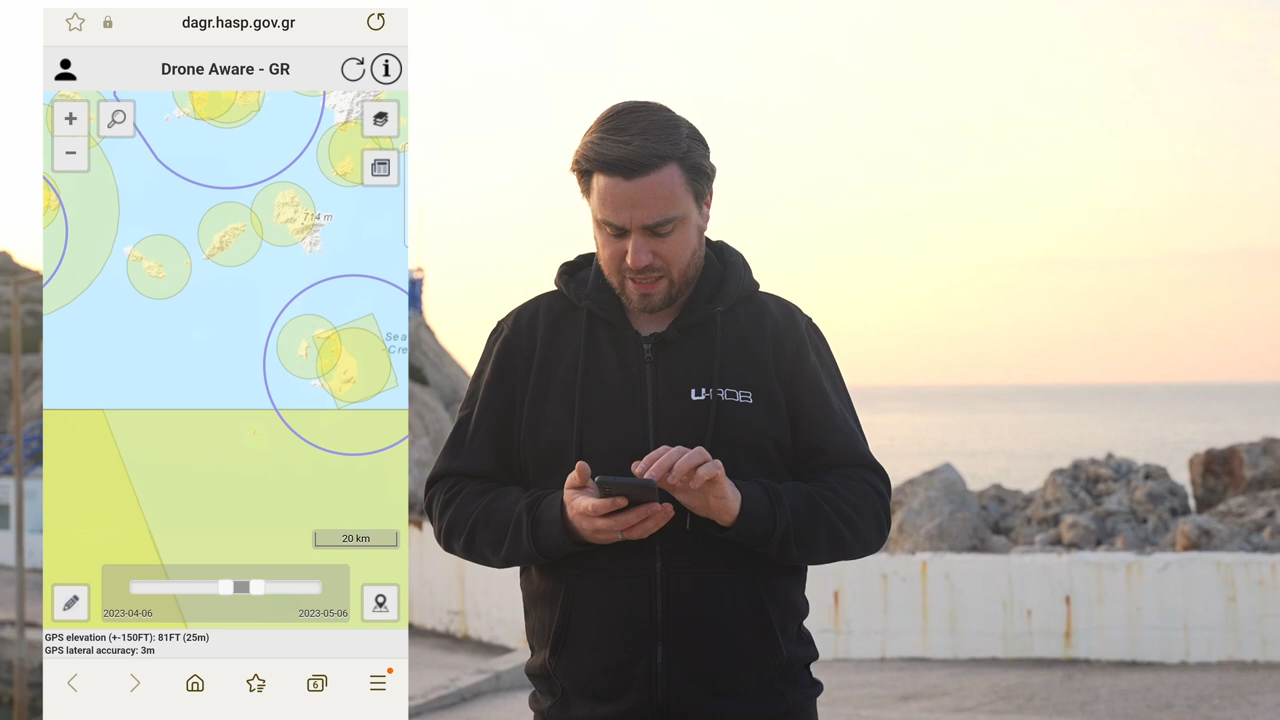 dagr.hasp.gov.gr
Drone Aware - GR
+
−
714 m
Sea
Cre
20 km
2023-04-06
2023-05-06
GPS elevation (+-150FT): 81FT (25m)
GPS lateral accuracy: 3m
6
U-ROB